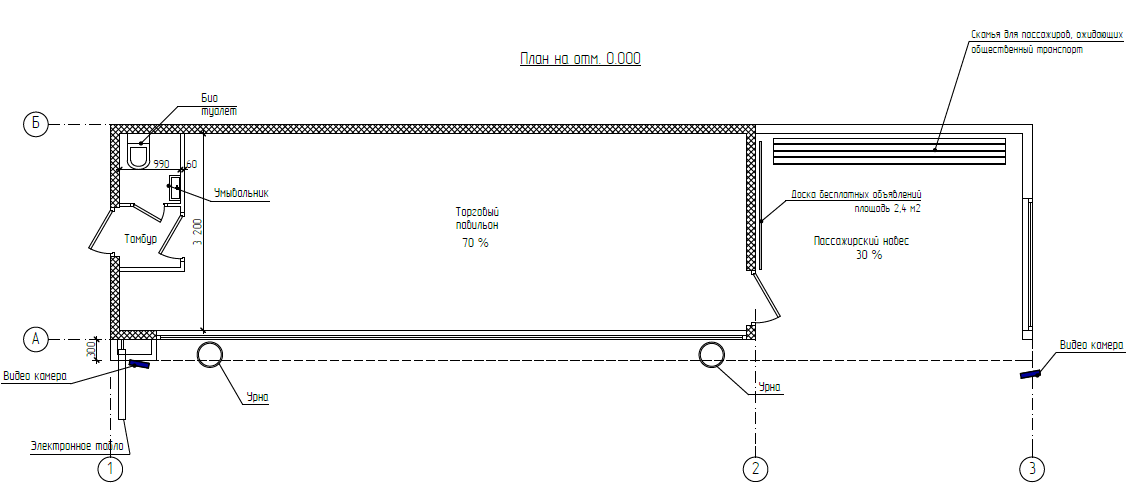 Скамья для пассажиров, ожидающих
общественный транспорт
План на отм. 0.000
Био
туалет
Б
990
60
Умывальник
Доска бесплатных объявлений
площадь 2,4 м2
Торговый
павильон
70 %
Тамбур
3 200
Пассажирский навес
30 %
А
300
Видео камера
Видео камера
Урна
Урна
Электронное табло
1
2
3